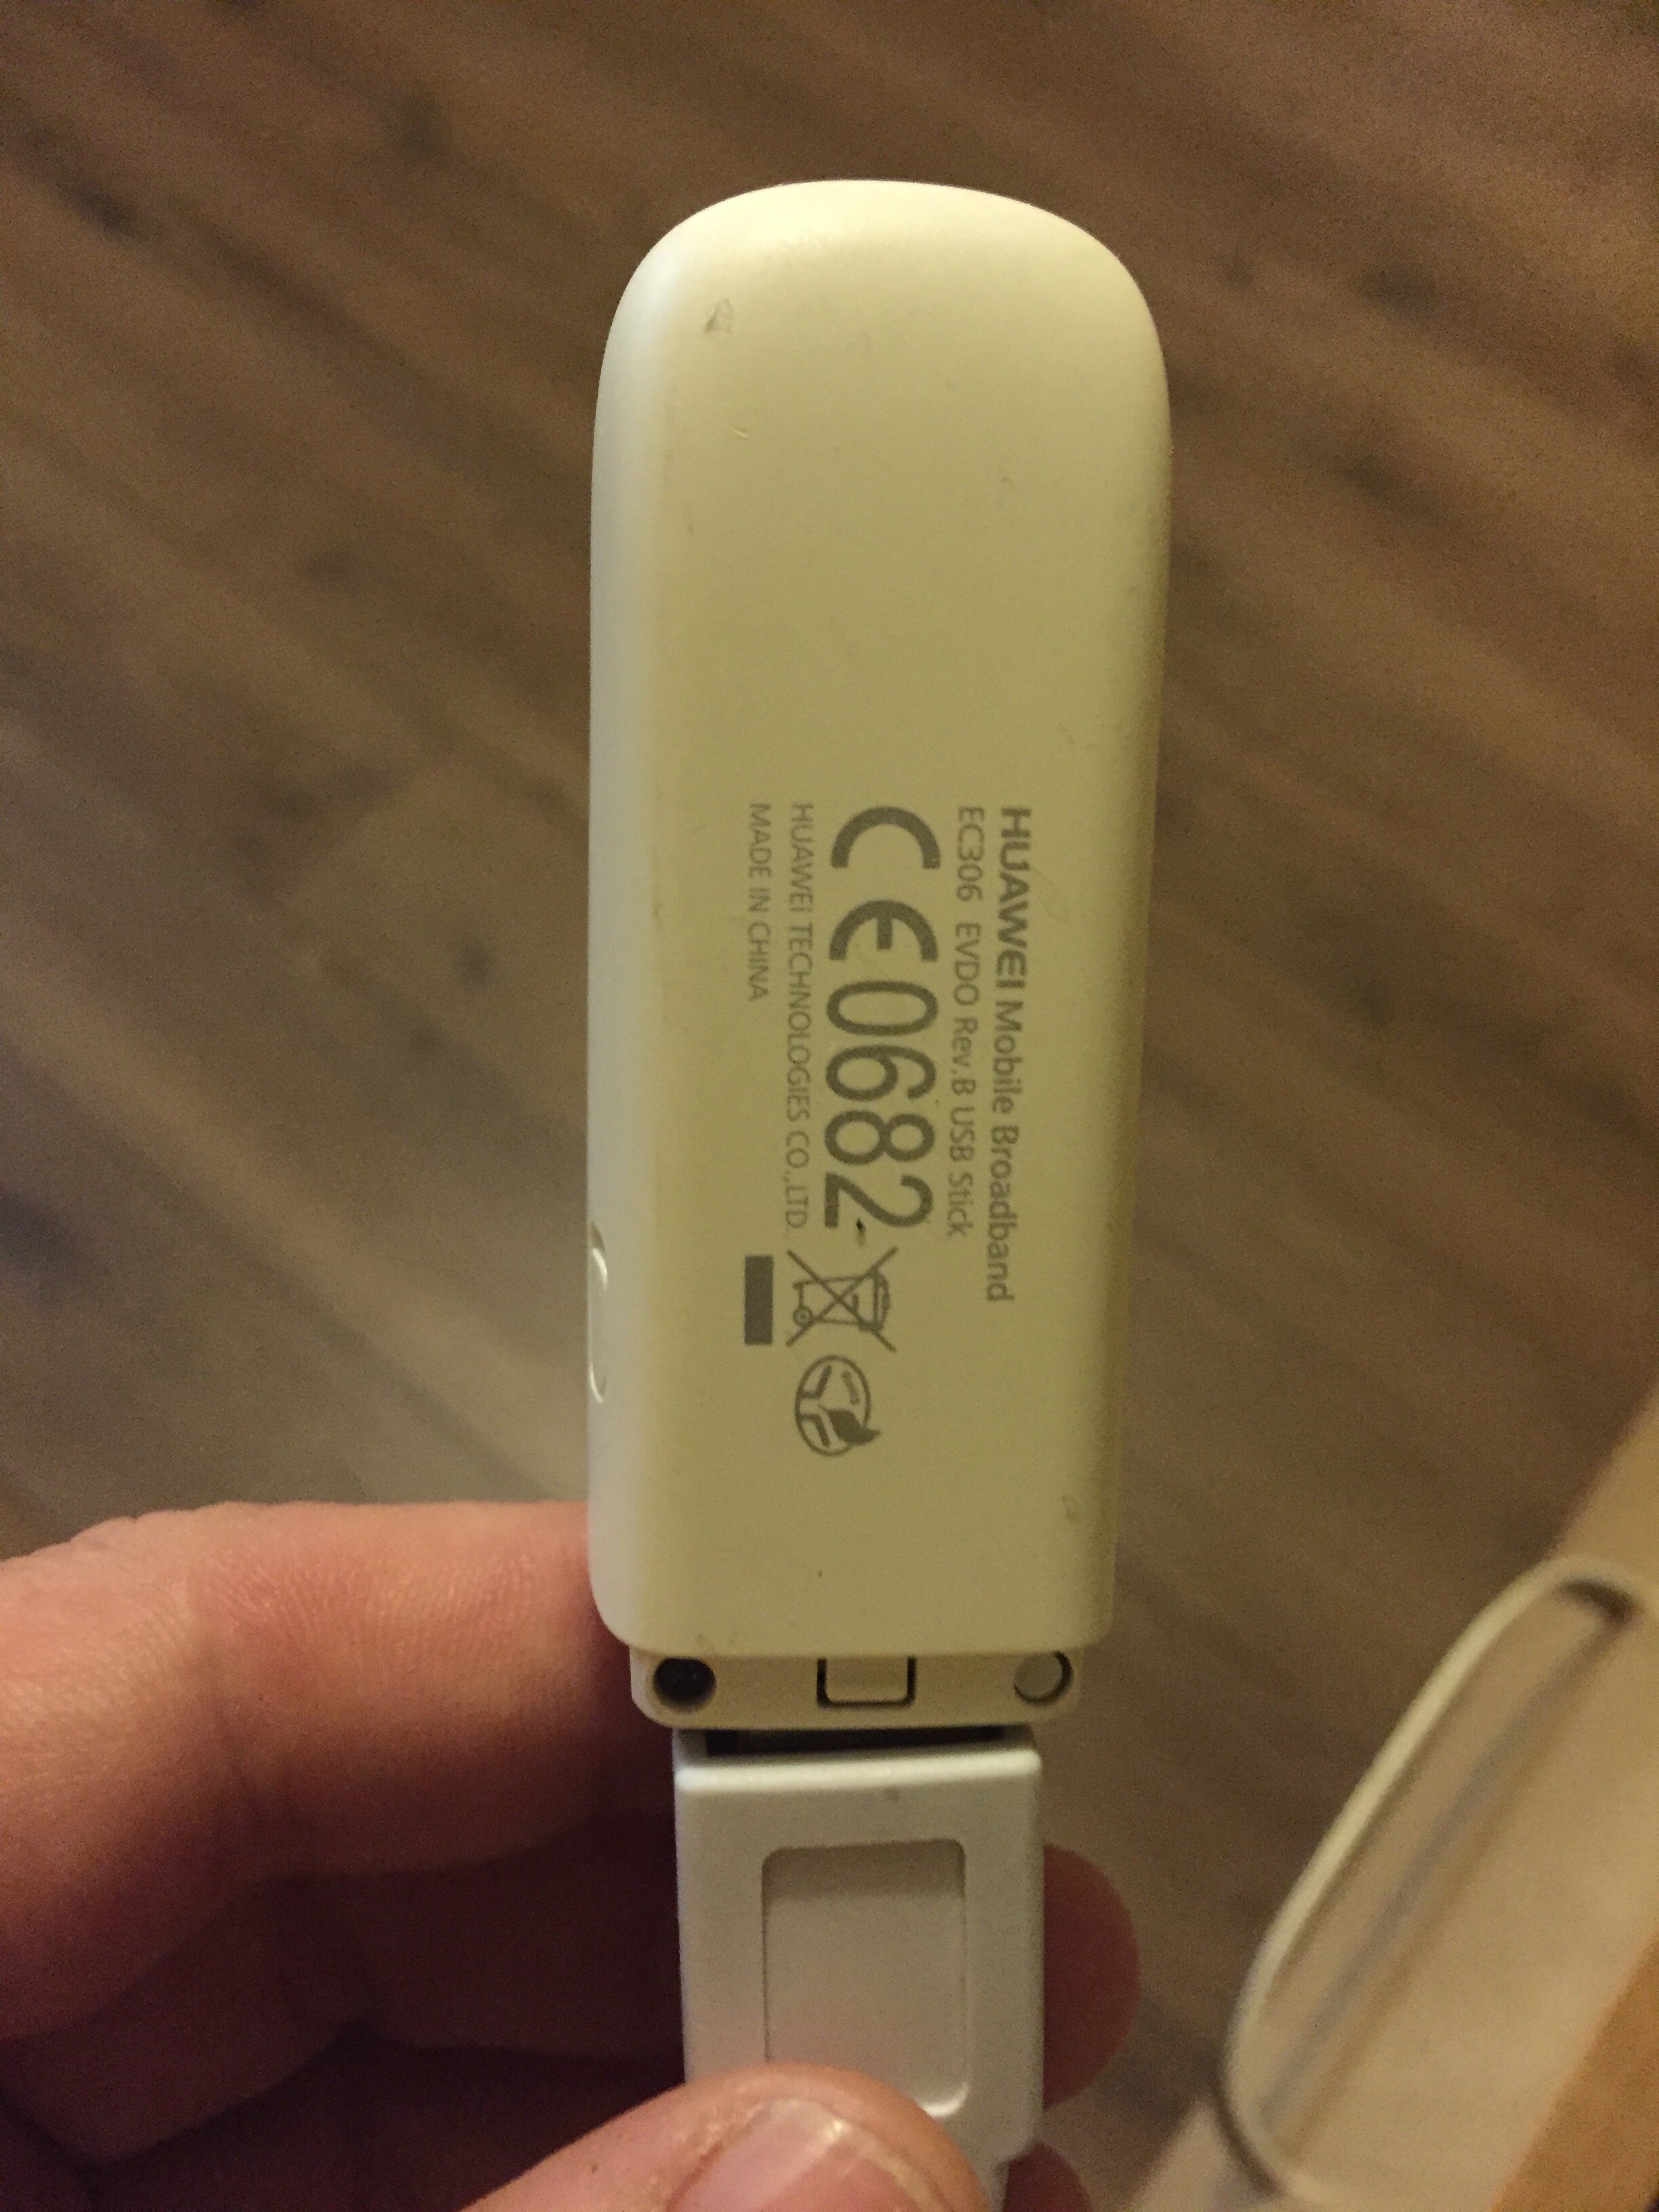 HUAWEI Mobile Broadband
EC306 EVDO Rev.B USB Stick
CE0682
HUAWEI TECHNOLOGIES CO.,LTD.
MADE IN CHINA